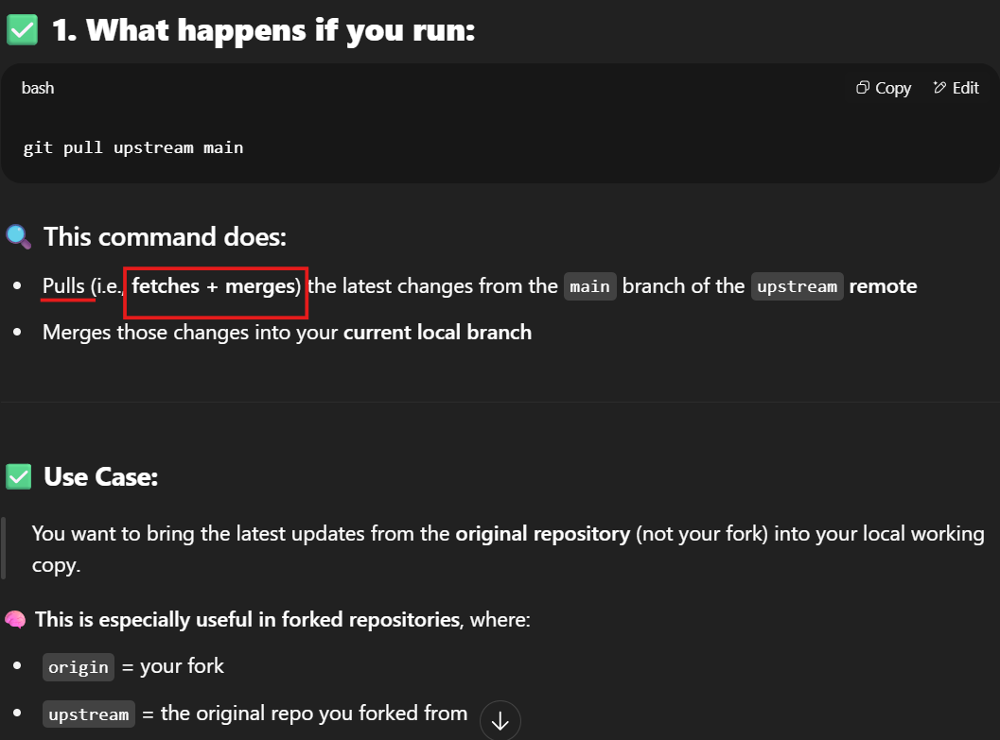 ✅ 1. What happens if you run:
bash Copy Edit
git pull upstream main
🔍 This command does:
• Pulls (i.e., fetches + merges) the latest changes from the main branch of the upstream remote
• Merges those changes into your current local branch
✅ Use Case:
You want to bring the latest updates from the original repository (not your fork) into your local working
copy.
🧠 This is especially useful in forked repositories, where:
• origin = your fork
• upstream = the original repo you forked from